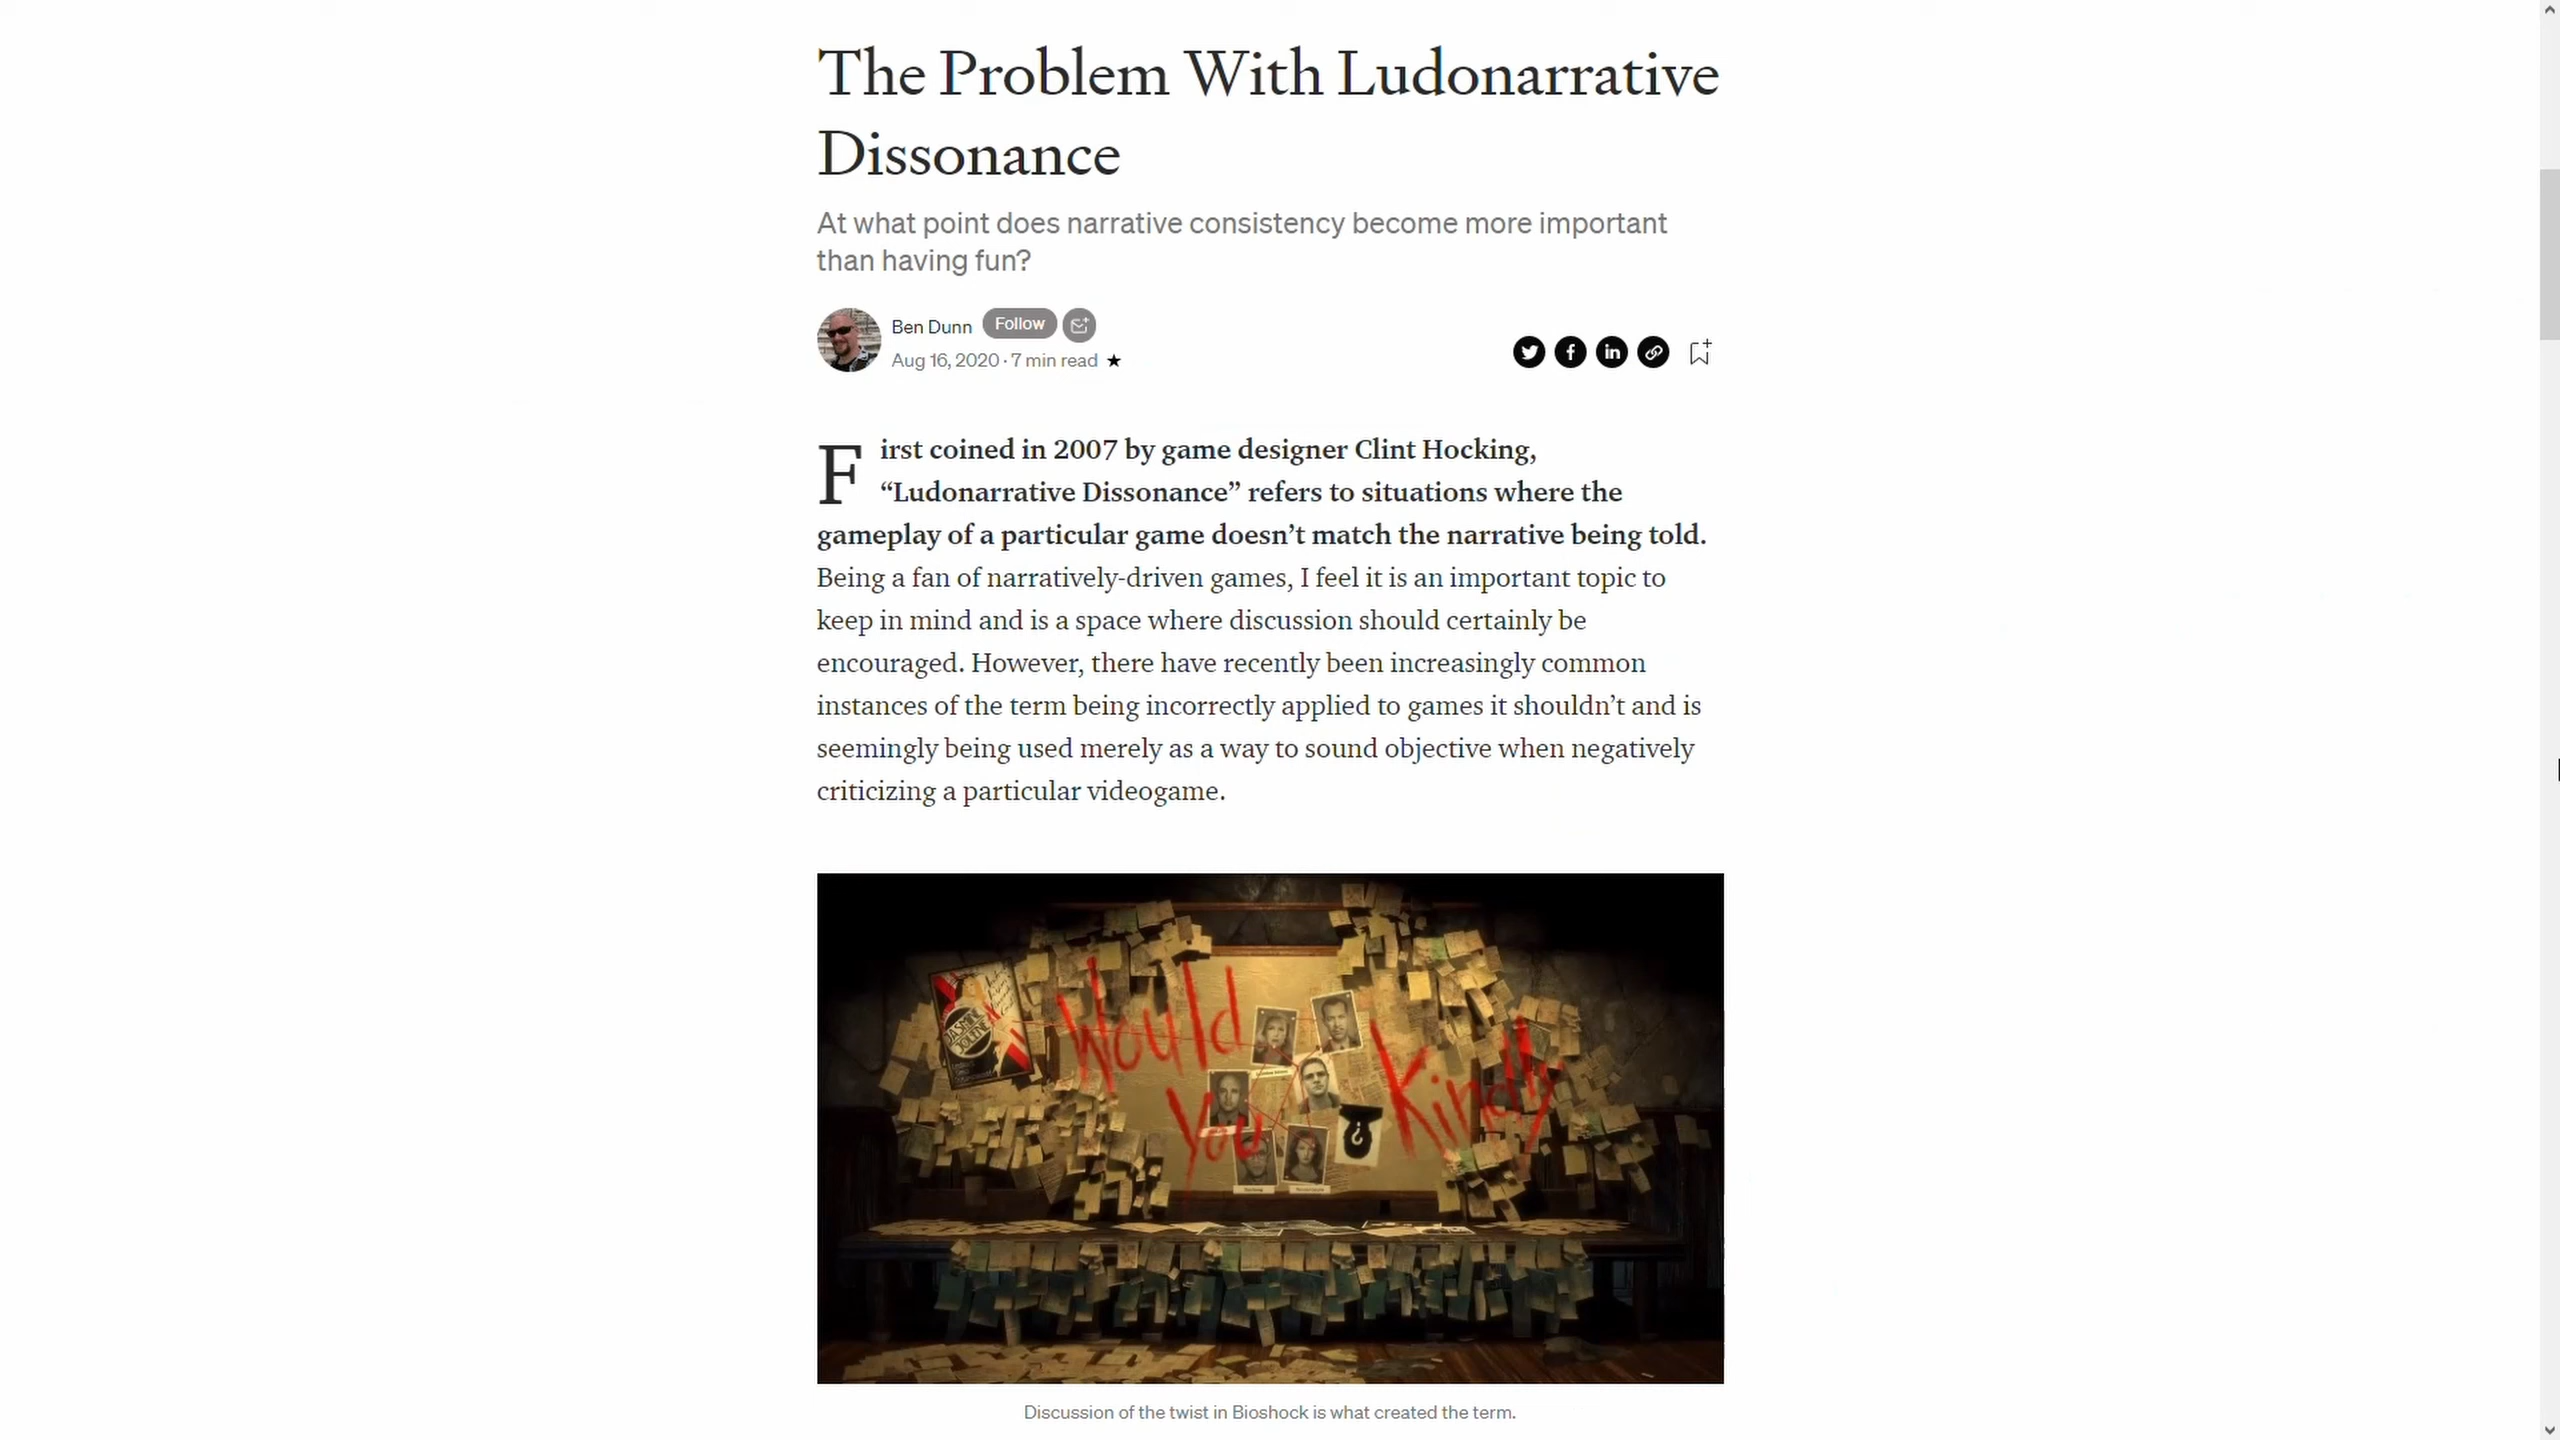 The Problem With Ludonarrative
Dissonance
At what point does narrative consistency become more important
than having fun?
Ben Dunn Follow
Aug 16, 2020 · 7 min read ★
First coined in 2007 by game designer Clint Hocking,
“Ludonarrative Dissonance” refers to situations where the
gameplay of a particular game doesn’t match the narrative being told.
Being a fan of narratively-driven games, I feel it is an important topic to
keep in mind and is a space where discussion should certainly be
encouraged. However, there have recently been increasingly common
instances of the term being incorrectly applied to games it shouldn’t and is
seemingly being used merely as a way to sound objective when negatively
criticizing a particular videogame.
JASMINE
JOLENE
Would
You
Kindly
Discussion of the twist in Bioshock is what created the term.